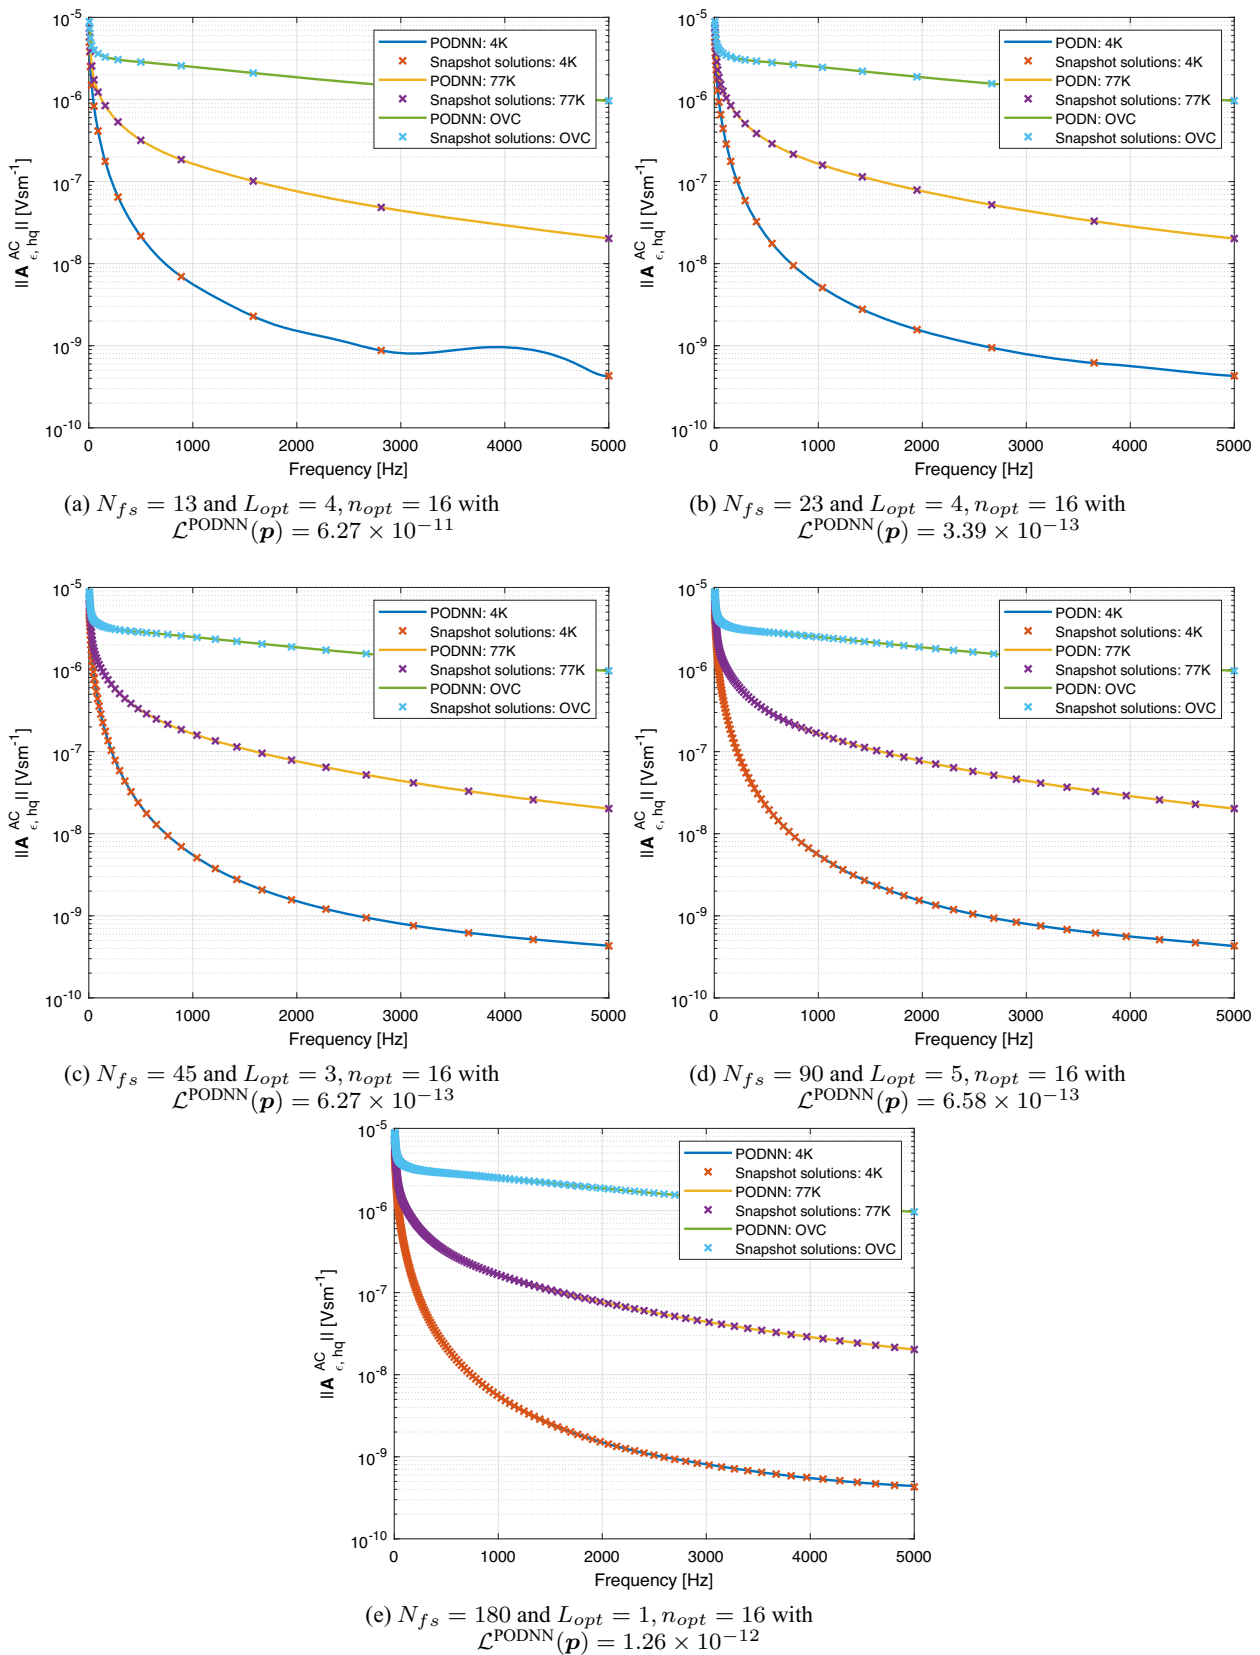 10^-5
10^-6
10^-7
10^-8
10^-9
10^-10
||A^AC_ϵ, hq|| [Vsm^-1]
PODNN: 4K
Snapshot solutions: 4K
PODNN: 77K
Snapshot solutions: 77K
PODNN: OVC
Snapshot solutions: OVC
0 1000 2000 3000 4000 5000
Frequency [Hz]
(a) N_fs = 13 and L_opt = 4, n_opt = 16 with
ℒ^PODNN(p) = 6.27 × 10^−11
10^-5
10^-6
10^-7
10^-8
10^-9
10^-10
||A^AC_ϵ, hq|| [Vsm^-1]
PODNN: 4K
Snapshot solutions: 4K
PODNN: 77K
Snapshot solutions: 77K
PODNN: OVC
Snapshot solutions: OVC
0 1000 2000 3000 4000 5000
Frequency [Hz]
(b) N_fs = 23 and L_opt = 4, n_opt = 16 with
ℒ^PODNN(p) = 3.39 × 10^−13
10^-5
10^-6
10^-7
10^-8
10^-9
10^-10
||A^AC_ϵ, hq|| [Vsm^-1]
PODNN: 4K
Snapshot solutions: 4K
PODNN: 77K
Snapshot solutions: 77K
PODNN: OVC
Snapshot solutions: OVC
0 1000 2000 3000 4000 5000
Frequency [Hz]
(c) N_fs = 45 and L_opt = 3, n_opt = 16 with
ℒ^PODNN(p) = 6.27 × 10^−13
10^-5
10^-6
10^-7
10^-8
10^-9
10^-10
||A^AC_ϵ, hq|| [Vsm^-1]
PODNN: 4K
Snapshot solutions: 4K
PODNN: 77K
Snapshot solutions: 77K
PODNN: OVC
Snapshot solutions: OVC
0 1000 2000 3000 4000 5000
Frequency [Hz]
(d) N_fs = 90 and L_opt = 5, n_opt = 16 with
ℒ^PODNN(p) = 6.58 × 10^−13
10^-5
10^-6
10^-7
10^-8
10^-9
10^-10
||A^AC_ϵ, hq|| [Vsm^-1]
PODNN: 4K
Snapshot solutions: 4K
PODNN: 77K
Snapshot solutions: 77K
PODNN: OVC
Snapshot solutions: OVC
0 1000 2000 3000 4000 5000
Frequency [Hz]
(e) N_fs = 180 and L_opt = 1, n_opt = 16 with
ℒ^PODNN(p) = 1.26 × 10^−12